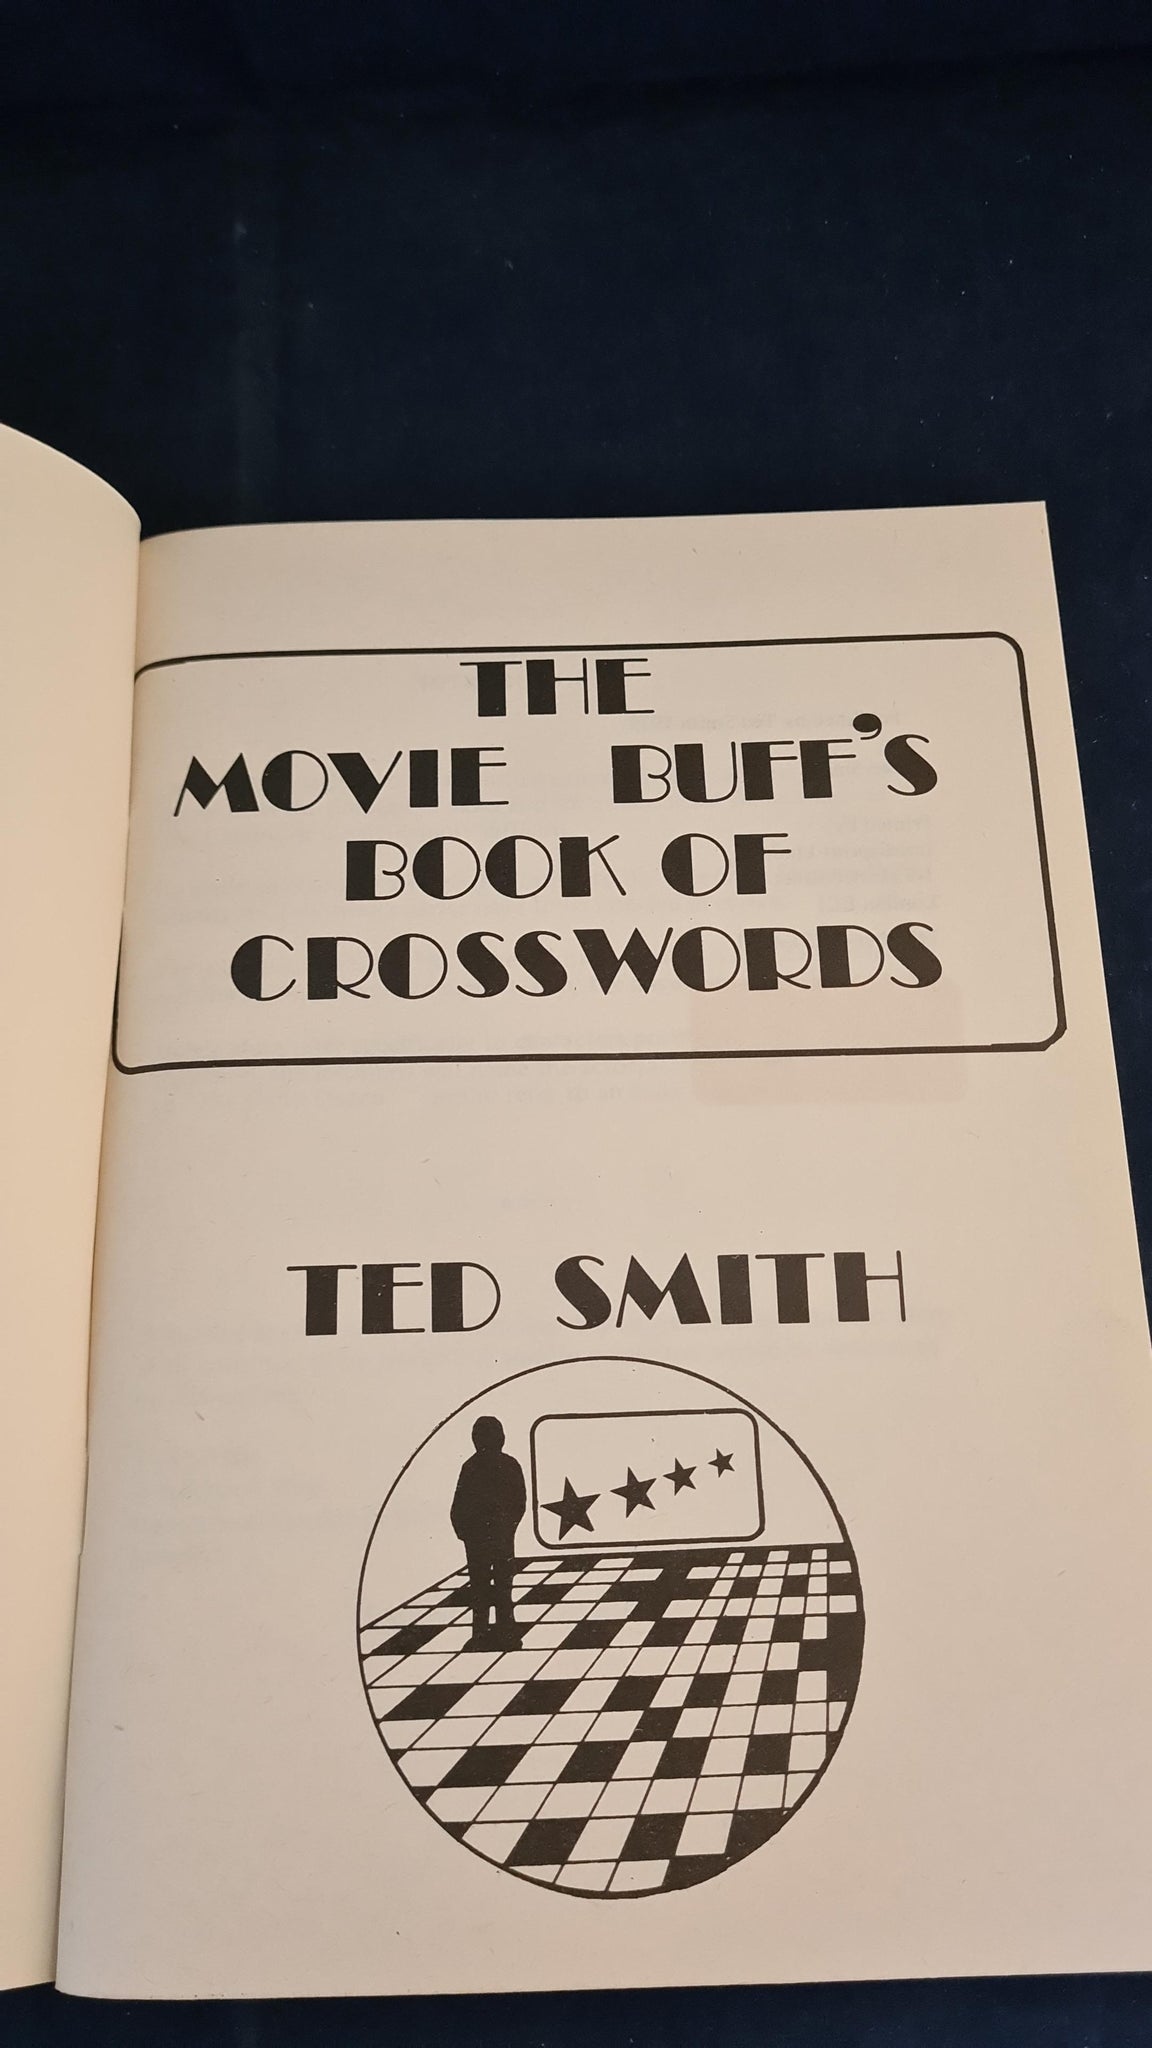 THE
MOVIE BUFF'S
BOOK OF
CROSSWORDS
TED SMITH